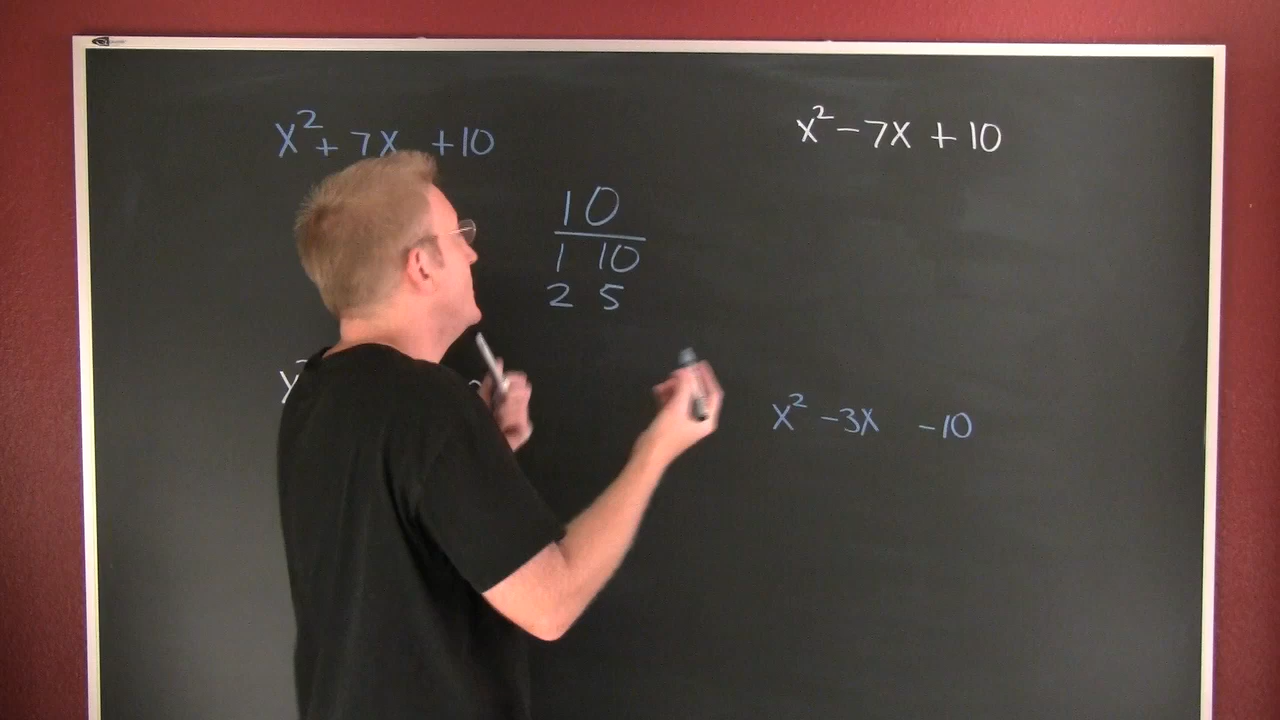 x² + 7x + 10
10
1 10
2 5
x² - 7x + 10
x² - 3x - 10